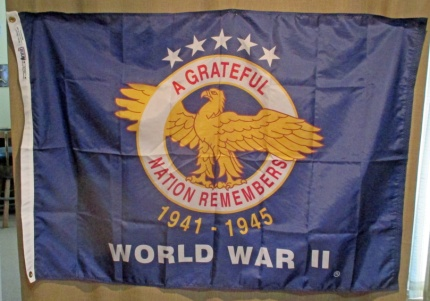 A GRATEFUL
NATION REMEMBERS
1941 - 1945
WORLD WAR II
®